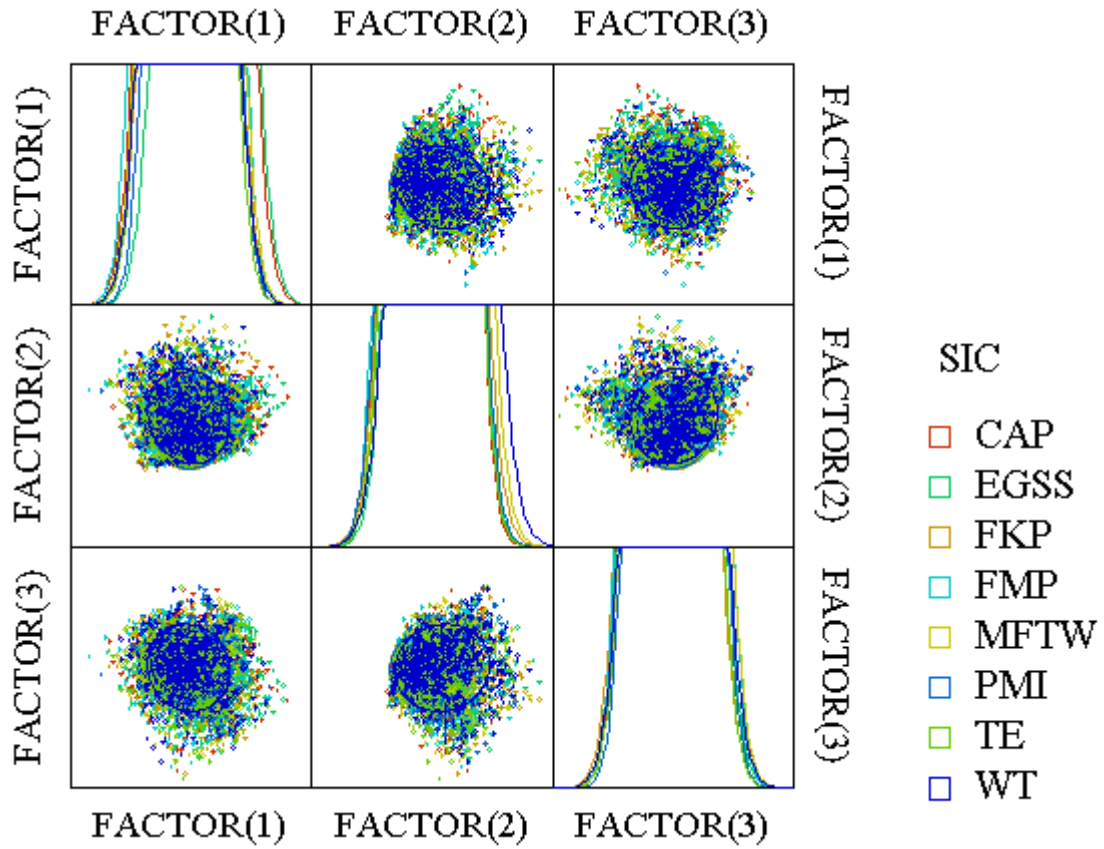 FACTOR(1) FACTOR(2) FACTOR(3)
FACTOR(1)
FACTOR(1)
FACTOR(2)
FACTOR(2)
FACTOR(3)
FACTOR(3)
FACTOR(1) FACTOR(2) FACTOR(3)
SIC
CAP
EGSS
FKP
FMP
MFTW
PMI
TE
WT